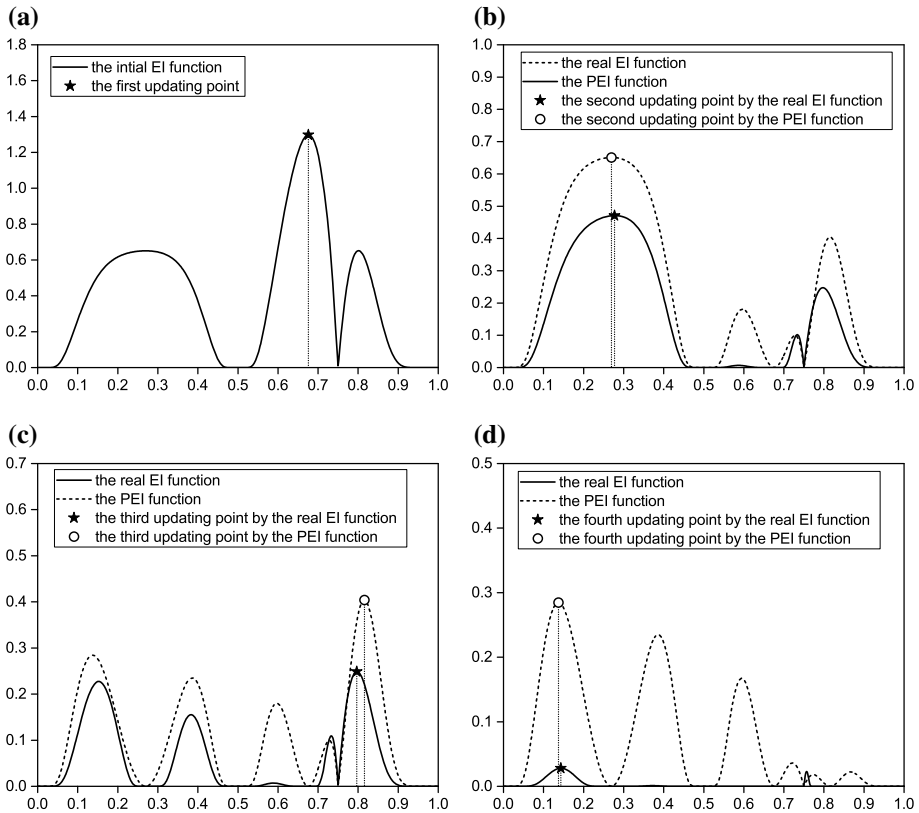 (a)
1.8
1.6
1.4
1.2
1.0
0.8
0.6
0.4
0.2
0.0
the intial EI function
the first updating point
0.0 0.1 0.2 0.3 0.4 0.5 0.6 0.7 0.8 0.9 1.0
(b)
1.0
0.9
0.8
0.7
0.6
0.5
0.4
0.3
0.2
0.1
0.0
the real EI function
the PEI function
the second updating point by the real EI function
the second updating point by the PEI function
0.0 0.1 0.2 0.3 0.4 0.5 0.6 0.7 0.8 0.9 1.0
(c)
0.7
0.6
0.5
0.4
0.3
0.2
0.1
0.0
the real EI function
the PEI function
the third updating point by the real EI function
the third updating point by the PEI function
0.0 0.1 0.2 0.3 0.4 0.5 0.6 0.7 0.8 0.9 1.0
(d)
0.5
0.4
0.3
0.2
0.1
0.0
the real EI function
the PEI function
the fourth updating point by the real EI function
the fourth updating point by the PEI function
0.0 0.1 0.2 0.3 0.4 0.5 0.6 0.7 0.8 0.9 1.0